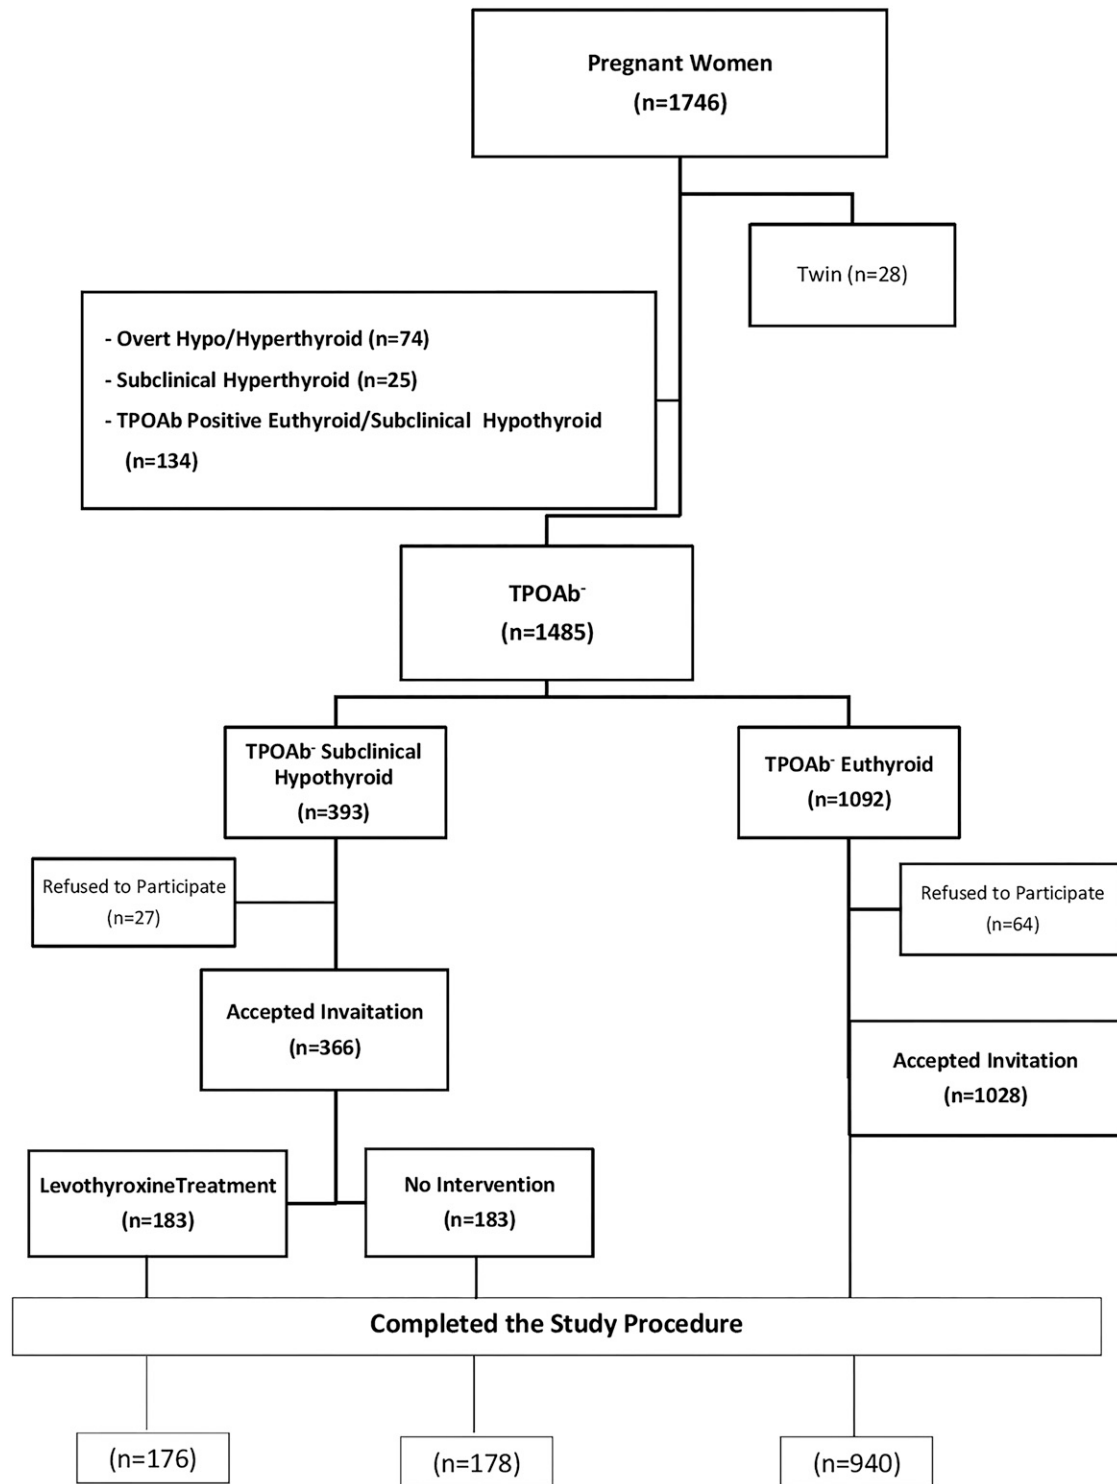 Pregnant Women
(n=1746)
Twin (n=28)
- Overt Hypo/Hyperthyroid (n=74)
- Subclinical Hyperthyroid (n=25)
- TPOAb Positive Euthyroid/Subclinical Hypothyroid
(n=134)
TPOAb⁻
(n=1485)
TPOAb⁻ Subclinical
Hypothyroid
(n=393)
TPOAb⁻ Euthyroid
(n=1092)
Refused to Participate
(n=27)
Refused to Participate
(n=64)
Accepted Invaitation
(n=366)
Accepted Invitation
(n=1028)
LevothyroxineTreatment
(n=183)
No Intervention
(n=183)
Completed the Study Procedure
(n=176)
(n=178)
(n=940)